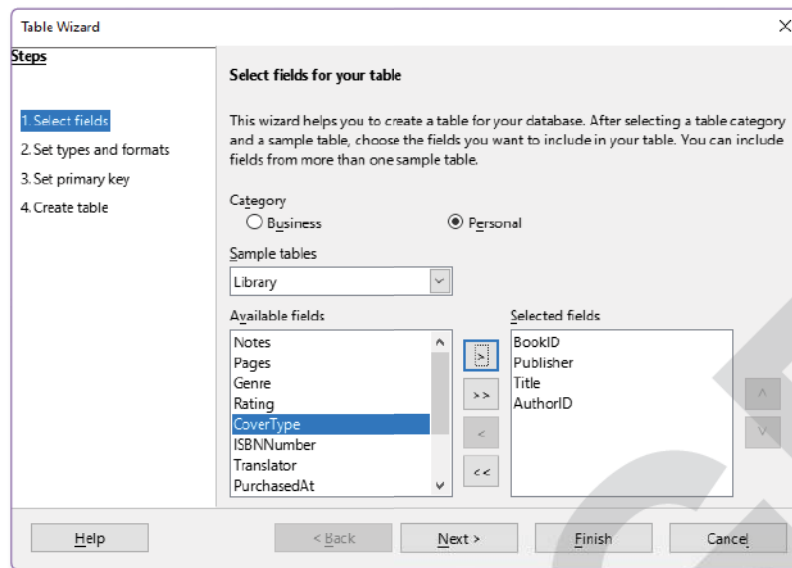 Table Wizard
Steps
1. Select fields
2. Set types and formats
3. Set primary key
4. Create table
Select fields for your table
This wizard helps you to create a table for your database. After selecting a table category
and a sample table, choose the fields you want to include in your table. You can include
fields from more than one sample table.
Category
Business
Personal
Sample tables
Library
Available fields
Notes
Pages
Genre
Rating
CoverType
ISBNNumber
Translator
PurchasedAt
>
>>
<
<<
Selected fields
BookID
Publisher
Title
AuthorID
Help
< Back
Next >
Finish
Cancel